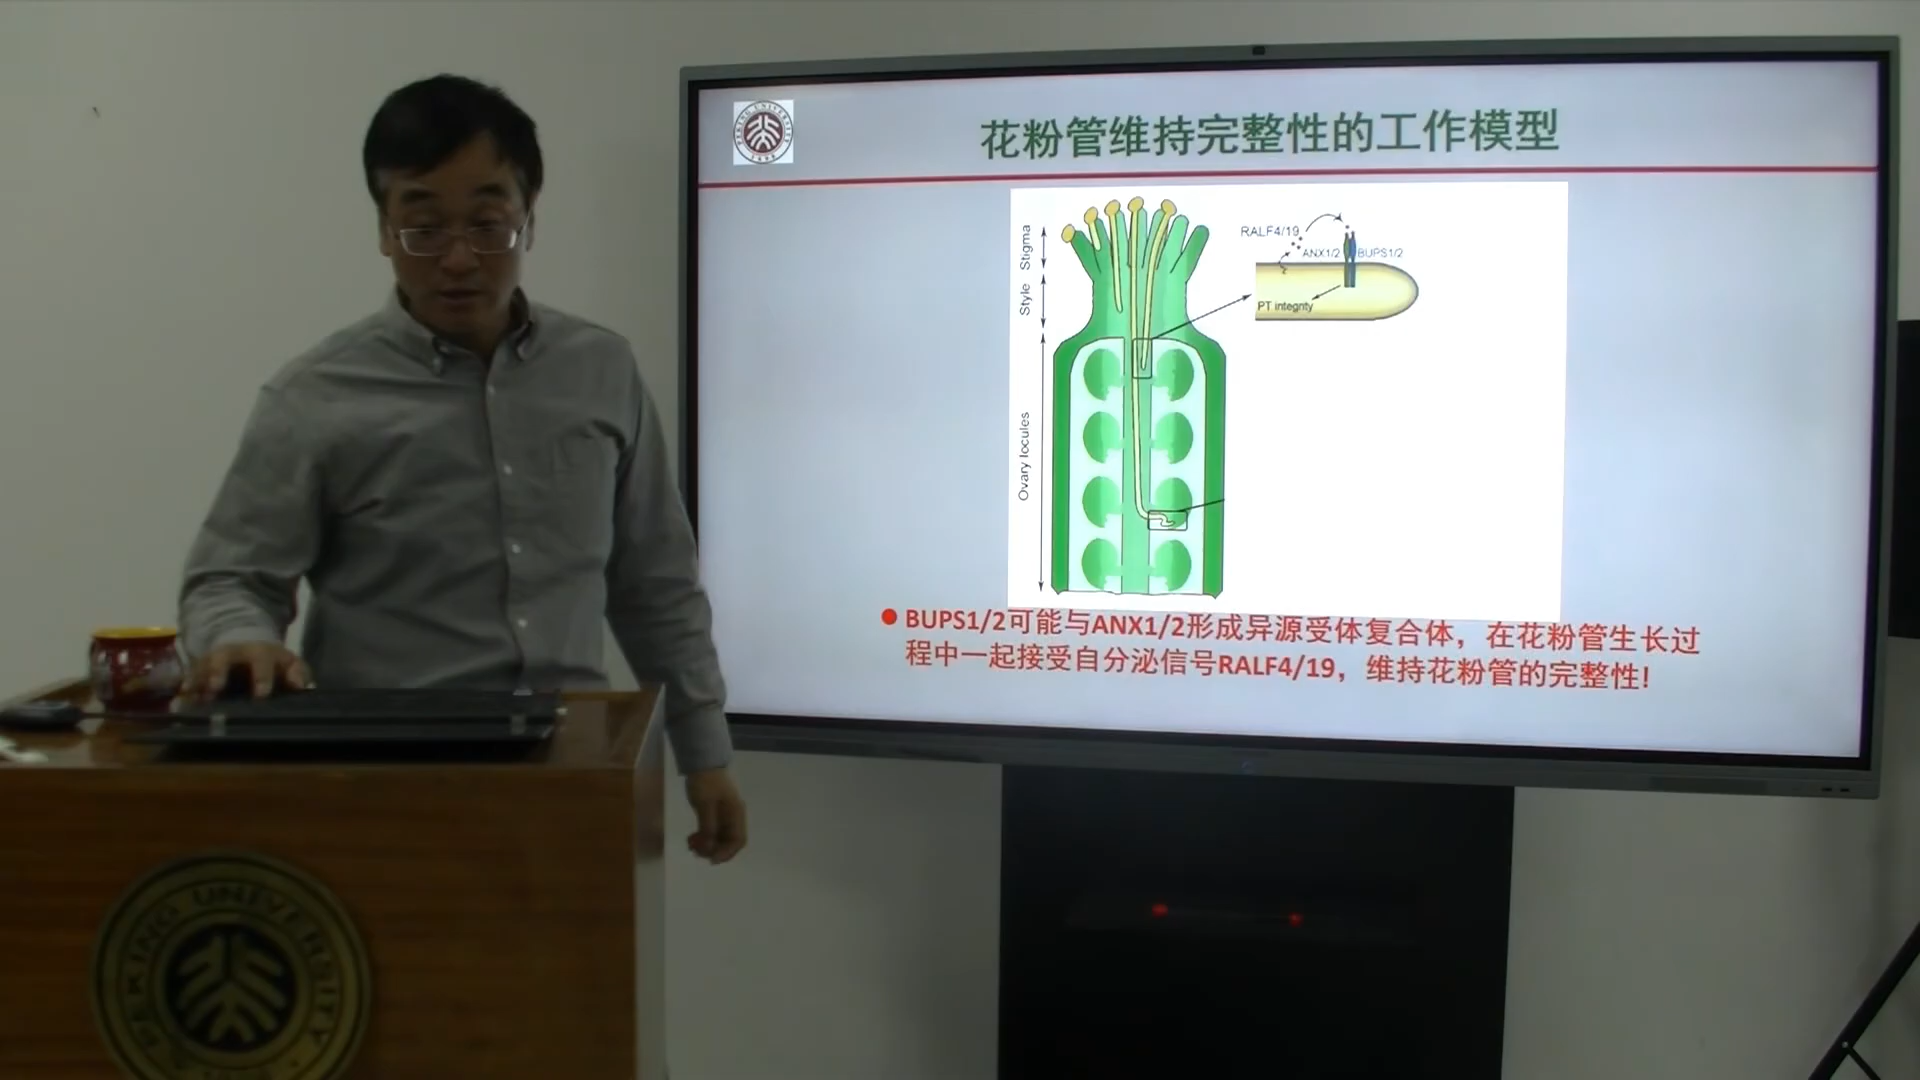 花粉管维持完整性的工作模型
PEKING UNIVERSITY
Stigma
Style
Ovary locules
RALF4/19
ANX1/2
BUPS1/2
PT integrity
BUPS1/2可能与ANX1/2形成异源受体复合体，在花粉管生长过
程中一起接受自分泌信号RALF4/19，维持花粉管的完整性!
PEKING UNIVERSITY